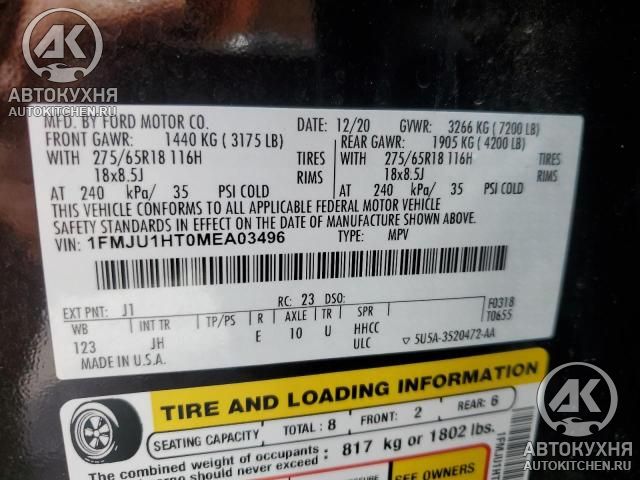 АК
АВТОКУХНЯ
AUTOKITCHEN.RU
MFD. BY FORD MOTOR CO. DATE: 12/20 GVWR: 3266 KG ( 7200 LB)
FRONT GAWR: 1440 KG ( 3175 LB) REAR GAWR: 1905 KG ( 4200 LB)
WITH 275/65R18 116H TIRES WITH 275/65R18 116H TIRES
18x8.5J RIMS 18x8.5J RIMS
AT 240 kPa/ 35 PSI COLD AT 240 kPa/ 35 PSI COLD
THIS VEHICLE CONFORMS TO ALL APPLICABLE FEDERAL MOTOR VEHICLE
SAFETY STANDARDS IN EFFECT ON THE DATE OF MANUFACTURE SHOWN ABOVE.
VIN: 1FMJU1HT0MEA03496 TYPE: MPV
EXT PNT: J1 RC: 23 DSO: F0318
WB INT TR TP/PS R AXLE TR SPR T0655
123 JH E 10 U HHCC
ULC ▽ 5U5A-3520472-AA
MADE IN U.S.A.
TIRE AND LOADING INFORMATION
SEATING CAPACITY TOTAL: 8 FRONT: 2 REAR: 6
The combined weight of occupants
should never exceed : 817 kg or 1802 lbs.
SEE OWNERS
1FMJU1HT
АК
АВТОКУХНЯ
AUTOKITCHEN.RU